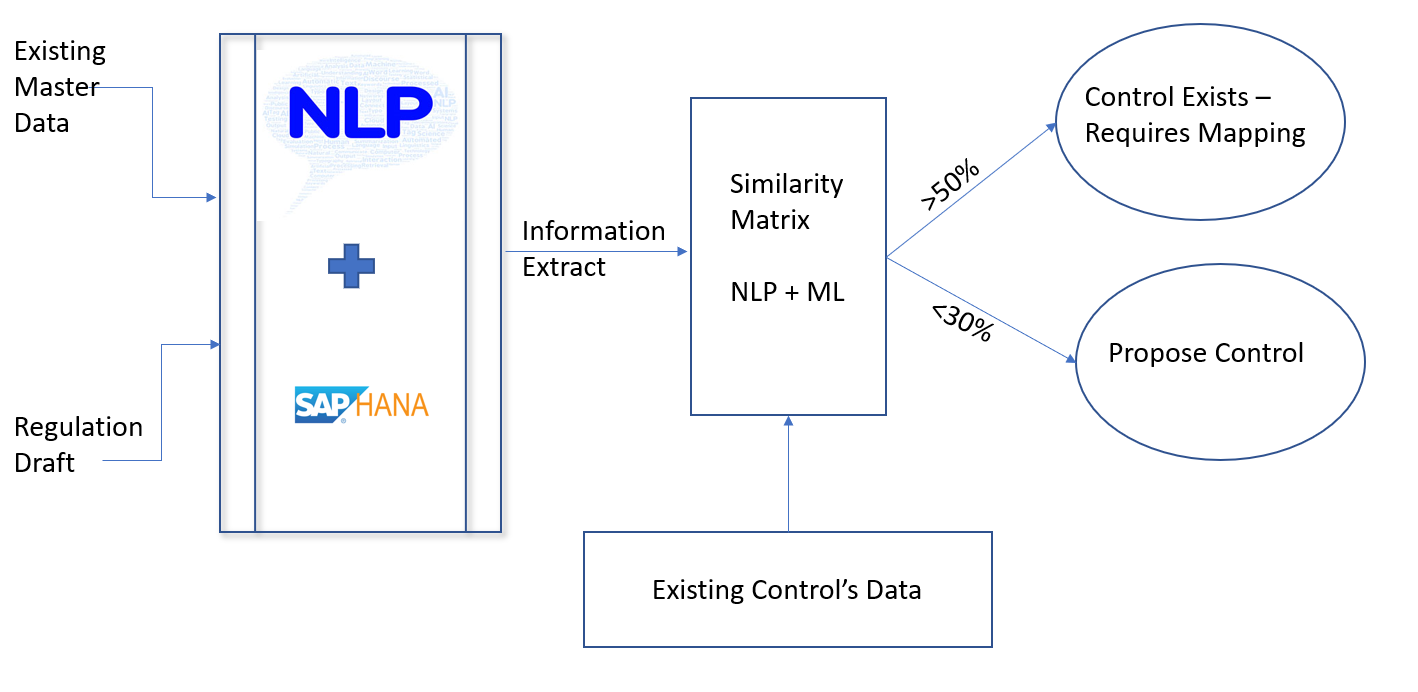 Existing
Master
Data
Regulation
Draft
NLP
SAP HANA
®
Information
Extract
Similarity
Matrix
NLP + ML
>50%
<30%
Control Exists –
Requires Mapping
Propose Control
Existing Control’s Data